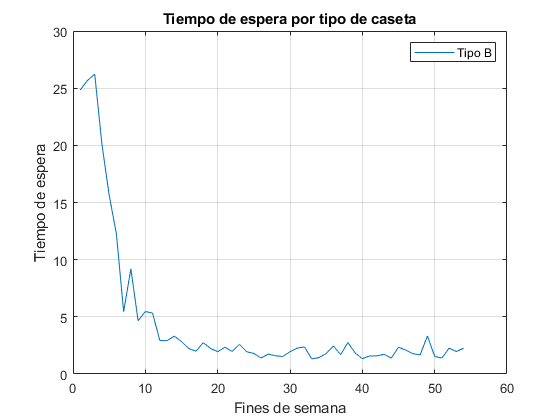 Tiempo de espera por tipo de caseta
Tipo B
30
25
20
15
10
5
0
Tiempo de espera
0 10 20 30 40 50 60
Fines de semana